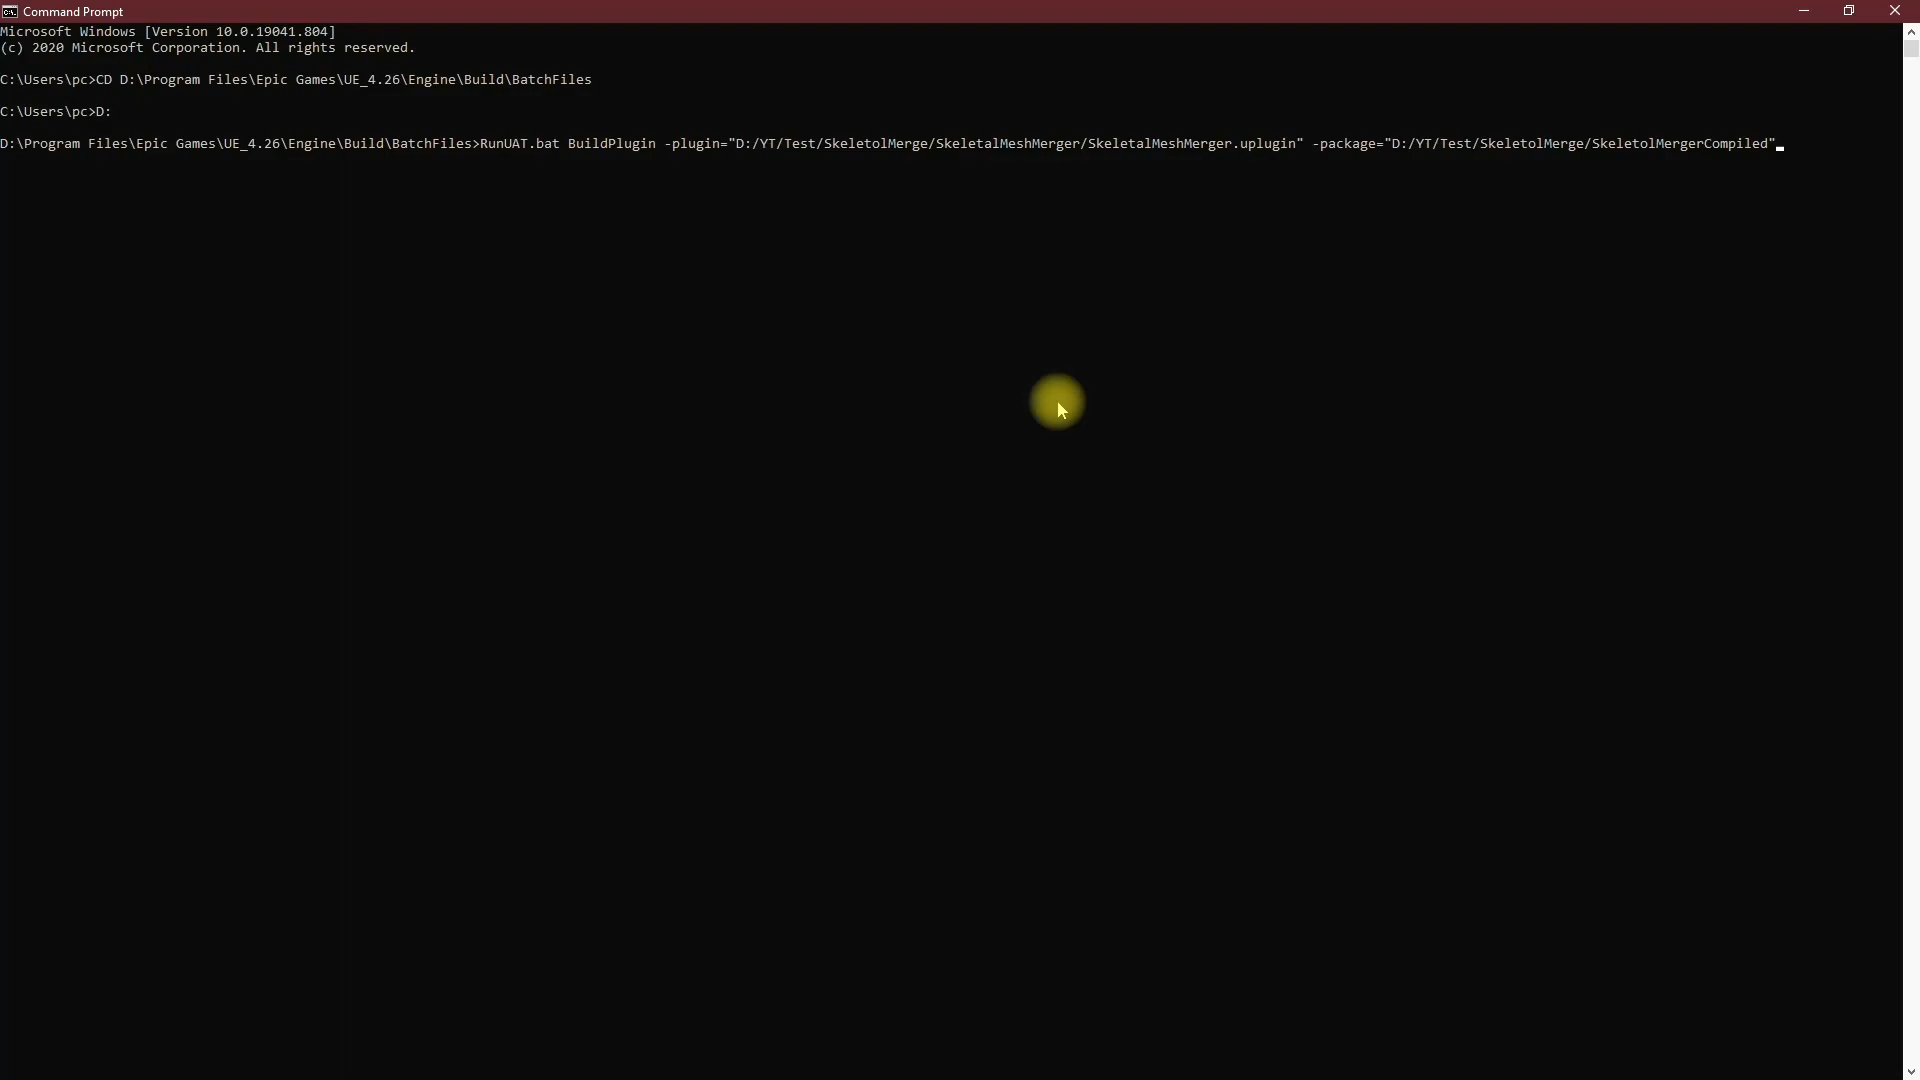 Command Prompt
Microsoft Windows [Version 10.0.19041.804]
(c) 2020 Microsoft Corporation. All rights reserved.
C:\Users\pc>CD D:\Program Files\Epic Games\UE_4.26\Engine\Build\BatchFiles
C:\Users\pc>D:
D:\Program Files\Epic Games\UE_4.26\Engine\Build\BatchFiles>RunUAT.bat BuildPlugin -plugin="D:/YT/Test/SkeletolMerge/SkeletalMeshMerger/SkeletalMeshMerger.uplugin" -package="D:/YT/Test/SkeletolMerge/SkeletolMergerCompiled"